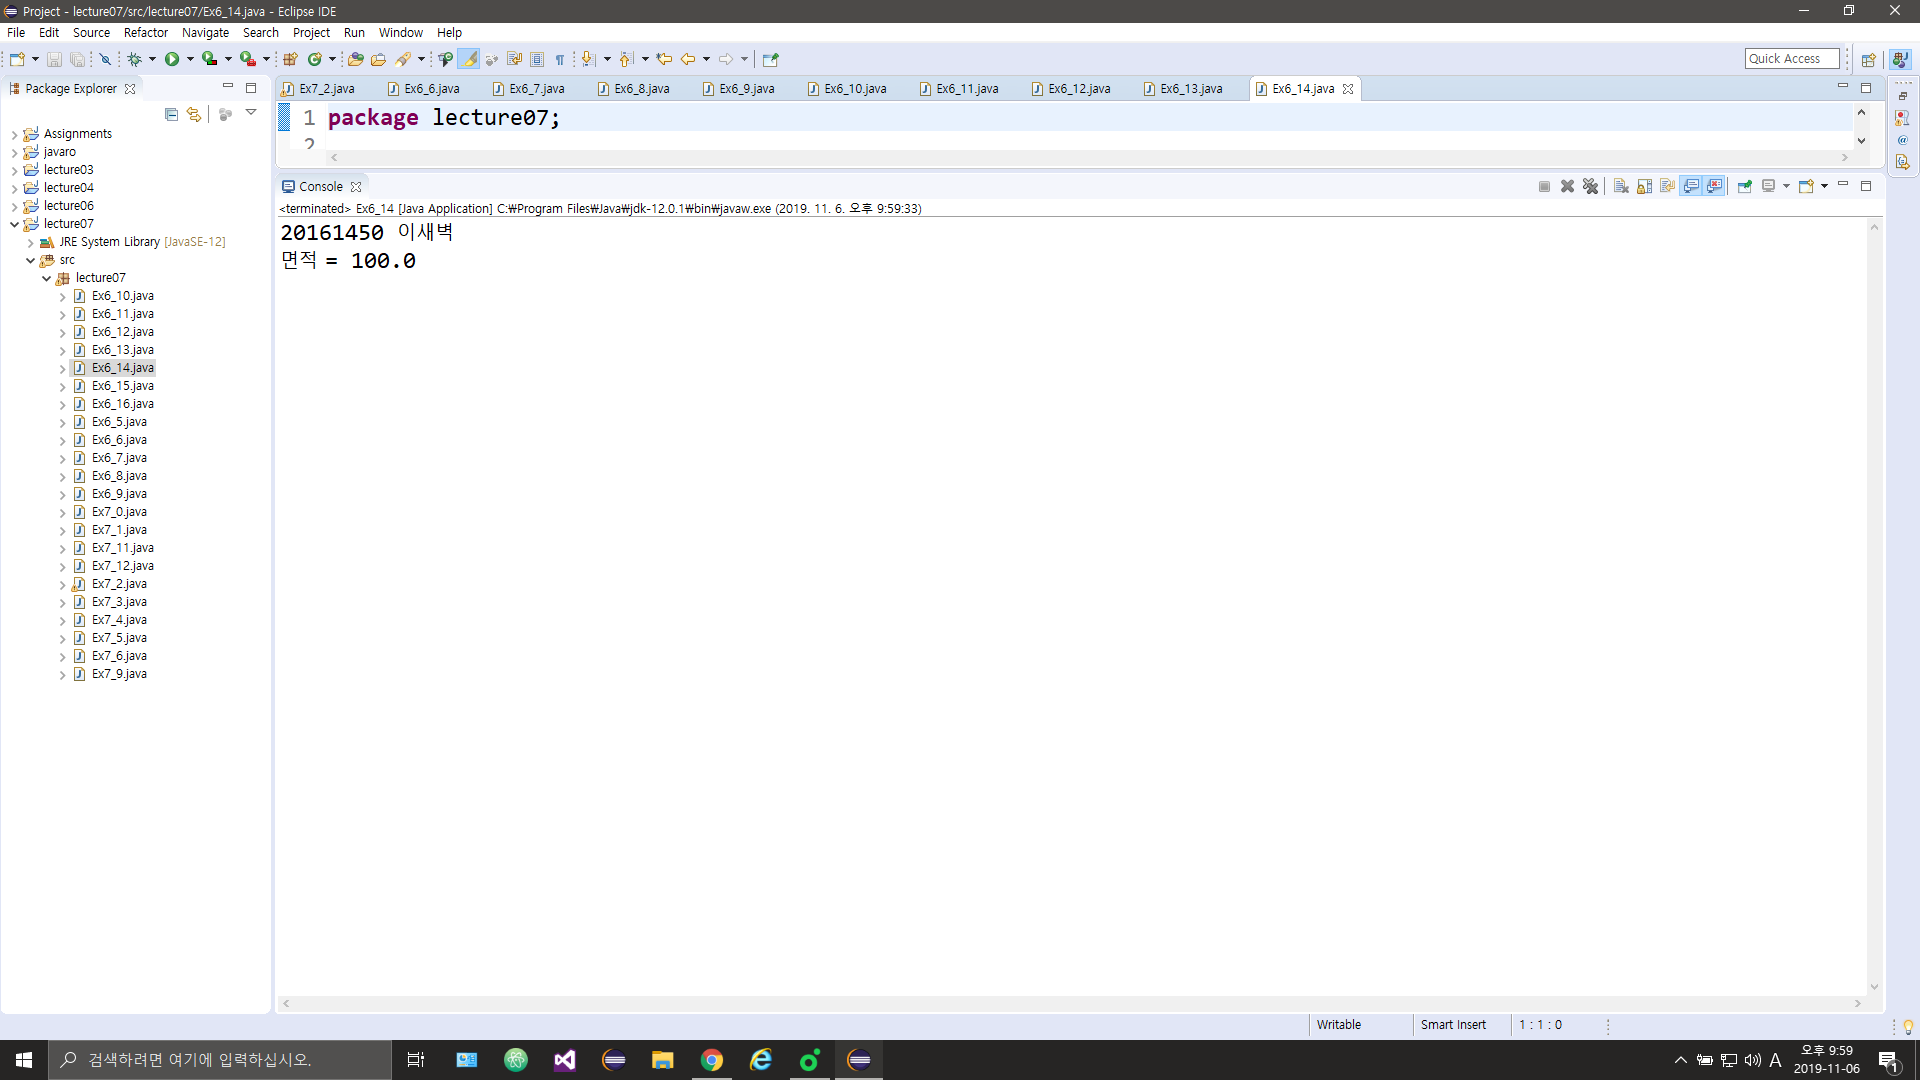 Project - lecture07/src/lecture07/Ex6_14.java - Eclipse IDE
File Edit Source Refactor Navigate Search Project Run Window Help
Quick Access
Package Explorer
Ex7_2.java Ex6_6.java Ex6_7.java Ex6_8.java Ex6_9.java Ex6_10.java Ex6_11.java Ex6_12.java Ex6_13.java Ex6_14.java
1 package lecture07;
2
Assignments
javaro
lecture03
lecture04
lecture06
lecture07
JRE System Library [JavaSE-12]
src
lecture07
Ex6_10.java
Ex6_11.java
Ex6_12.java
Ex6_13.java
Ex6_14.java
Ex6_15.java
Ex6_16.java
Ex6_5.java
Ex6_6.java
Ex6_7.java
Ex6_8.java
Ex6_9.java
Ex7_0.java
Ex7_1.java
Ex7_11.java
Ex7_12.java
Ex7_2.java
Ex7_3.java
Ex7_4.java
Ex7_5.java
Ex7_6.java
Ex7_9.java
Console
<terminated> Ex6_14 [Java Application] C:₩Program Files₩Java₩jdk-12.0.1₩bin₩javaw.exe (2019. 11. 6. 오후 9:59:33)
20161450 이새벽
면적 = 100.0
Writable Smart Insert 1 : 1 : 0
검색하려면 여기에 입력하십시오.
A 오후 9:59
2019-11-06
1